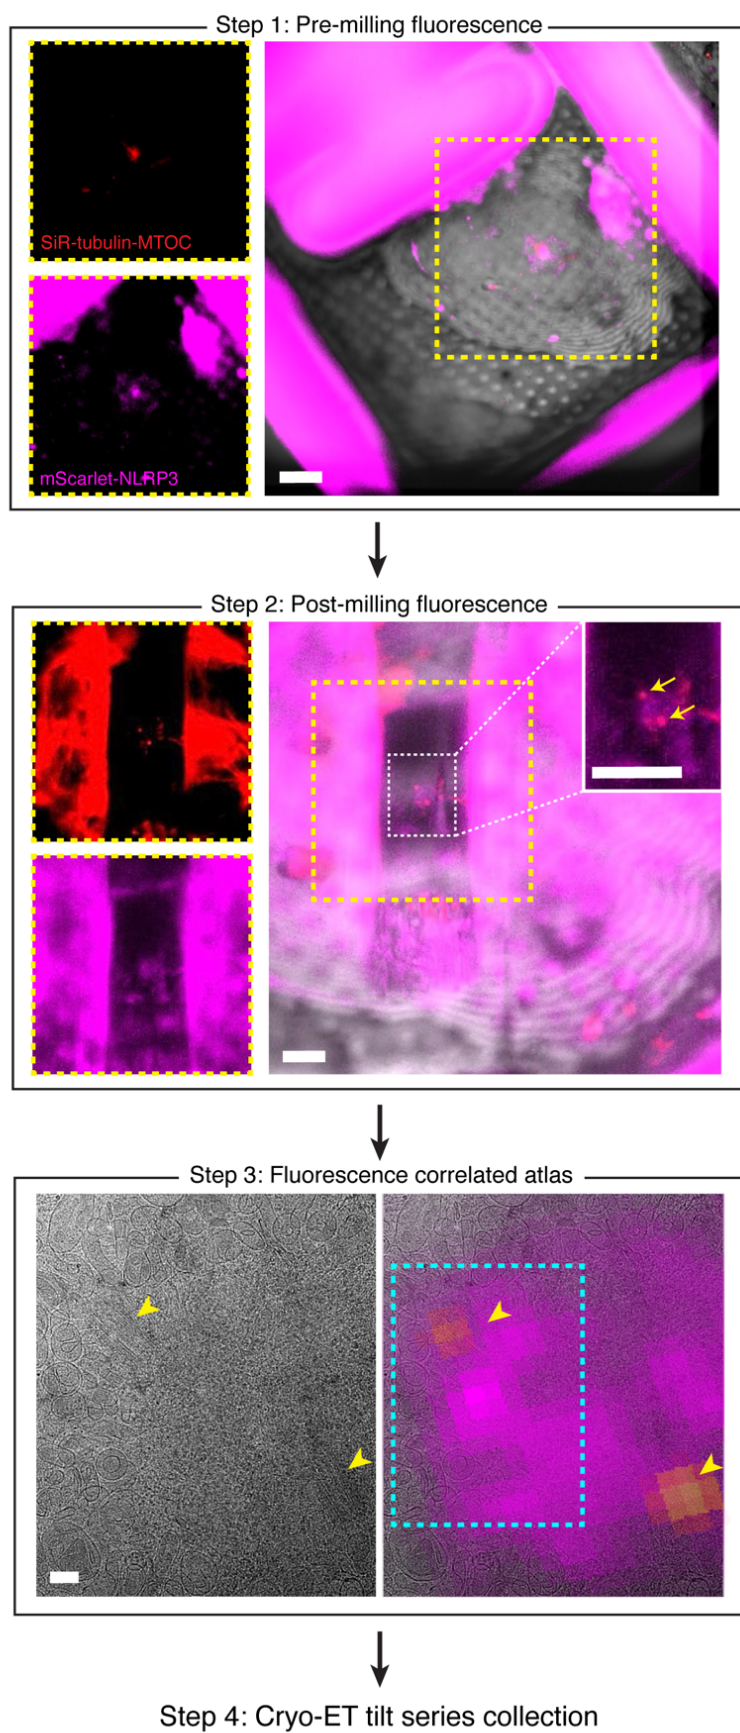 Step 1: Pre-milling fluorescence
SiR-tubulin-MTOC
mScarlet-NLRP3
Step 2: Post-milling fluorescence
Step 3: Fluorescence correlated atlas
Step 4: Cryo-ET tilt series collection